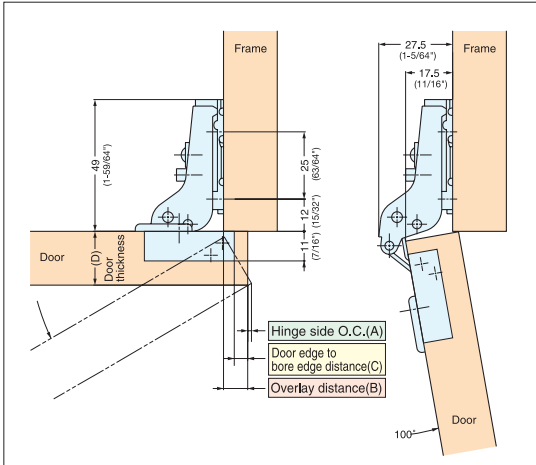 Frame
49
(1-59/64")
25
(63/64")
12
(15/32")
11
(7/16")
Door
(D)
Door
thickness
Hinge side O.C.(A)
Door edge to
bore edge distance(C)
Overlay distance(B)
27.5
(1-5/64")
17.5
(11/16")
Frame
Door
100°